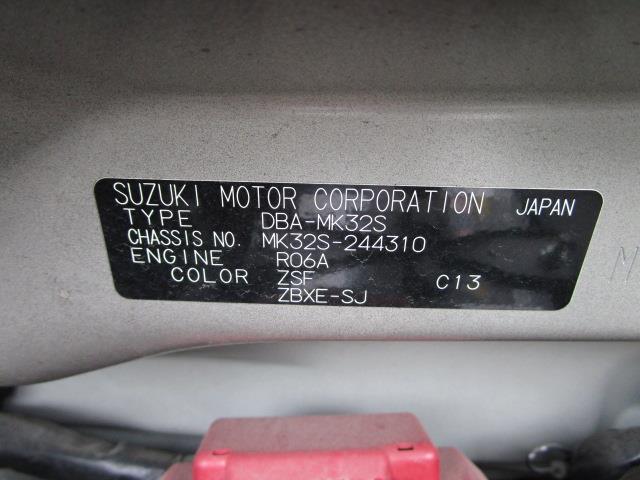 SUZUKI MOTOR CORPORATION JAPAN
TYPE DBA-MK32S
CHASSIS NO. MK32S-244310
ENGINE R06A
COLOR ZSF C13
ZBXE-SJ